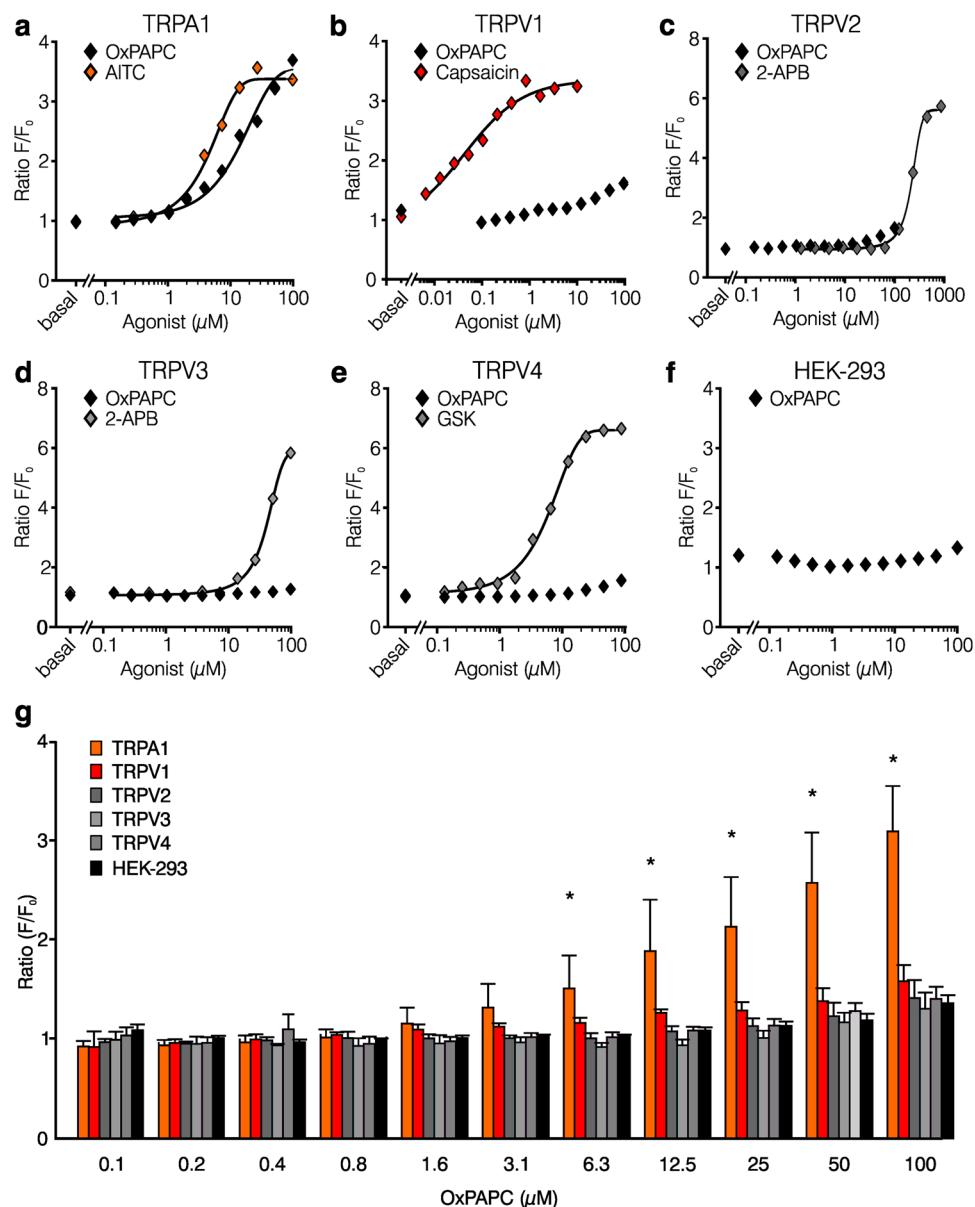 a TRPA1
OxPAPC
AITC
Ratio F/F0
4
3
2
1
0
basal 0.1 1 10 100
Agonist (µM)
b TRPV1
OxPAPC
Capsaicin
Ratio F/F0
4
3
2
1
0
basal 0.01 0.1 1 10 100
Agonist (µM)
c TRPV2
OxPAPC
2-APB
Ratio F/F0
8
6
4
2
0
basal 0.1 1 10 100 1000
Agonist (µM)
d TRPV3
OxPAPC
2-APB
Ratio F/F0
8
6
4
2
0
basal 0.1 1 10 100
Agonist (µM)
e TRPV4
OxPAPC
GSK
Ratio F/F0
8
6
4
2
0
basal 0.1 1 10 100
Agonist (µM)
f HEK-293
OxPAPC
Ratio F/F0
4
3
2
1
0
basal 0.1 1 10 100
Agonist (µM)
g
TRPA1
TRPV1
TRPV2
TRPV3
TRPV4
HEK-293
Ratio (F/F0)
4
3
2
1
0
* * * * *
0.1 0.2 0.4 0.8 1.6 3.1 6.3 12.5 25 50 100
OxPAPC (µM)